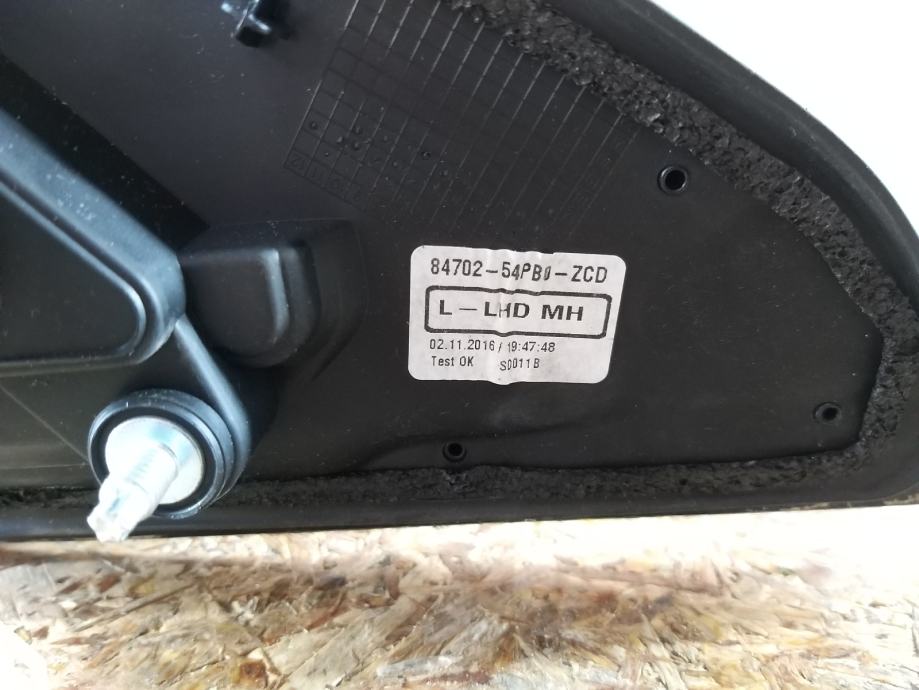 84702-54PB0-ZCD
L-LHD MH
02.11.2016 / 19:47:48
Test OK S0011B